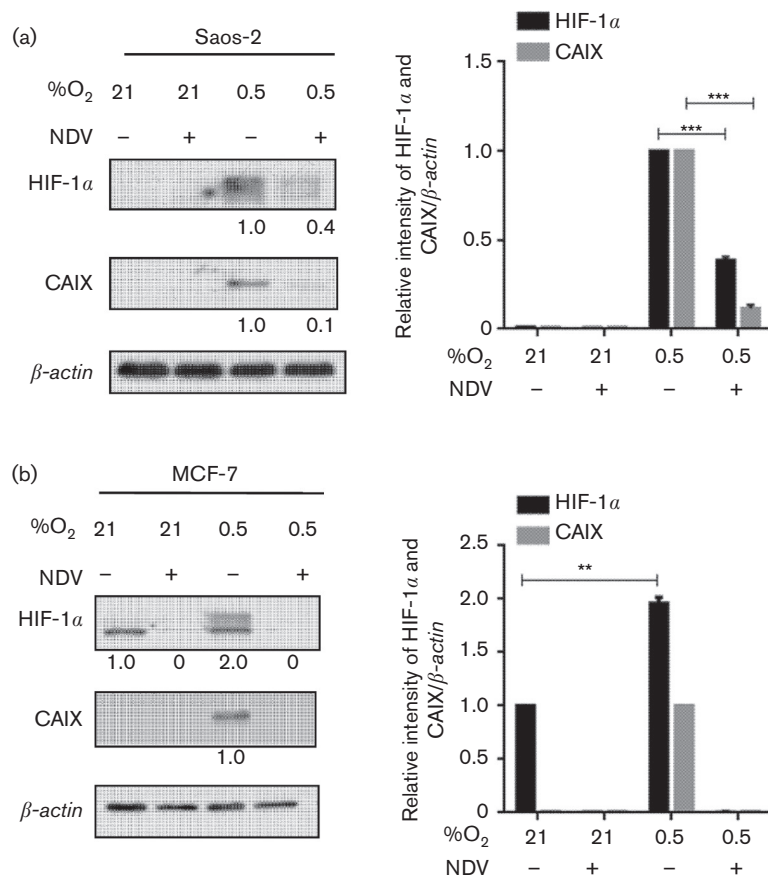 (a)
Saos-2
%O2 21 21 0.5 0.5
NDV – + – +
HIF-1α
1.0 0.4
CAIX
1.0 0.1
β-actin
HIF-1α
CAIX
Relative intensity of HIF-1α and
CAIX/β-actin
1.5
***
***
1.0
0.5
0
%O2 21 21 0.5 0.5
NDV – + – +
(b)
MCF-7
%O2 21 21 0.5 0.5
NDV – + – +
HIF-1α
1.0 0 2.0 0
CAIX
1.0
β-actin
HIF-1α
CAIX
Relative intensity of HIF-1α and
CAIX/β-actin
2.5
**
2.0
1.5
1.0
0.5
0
%O2 21 21 0.5 0.5
NDV – + – +